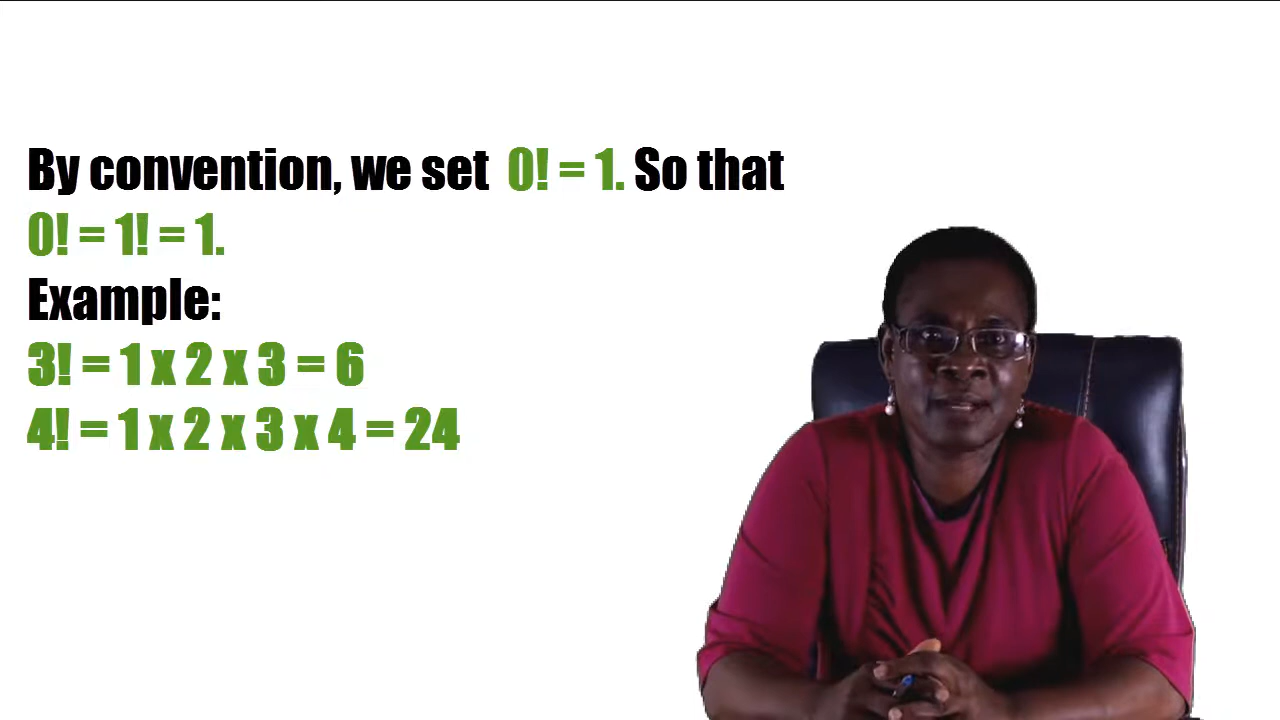 By convention, we set 0! = 1. So that
0! = 1! = 1.
Example:
3! = 1 x 2 x 3 = 6
4! = 1 x 2 x 3 x 4 = 24